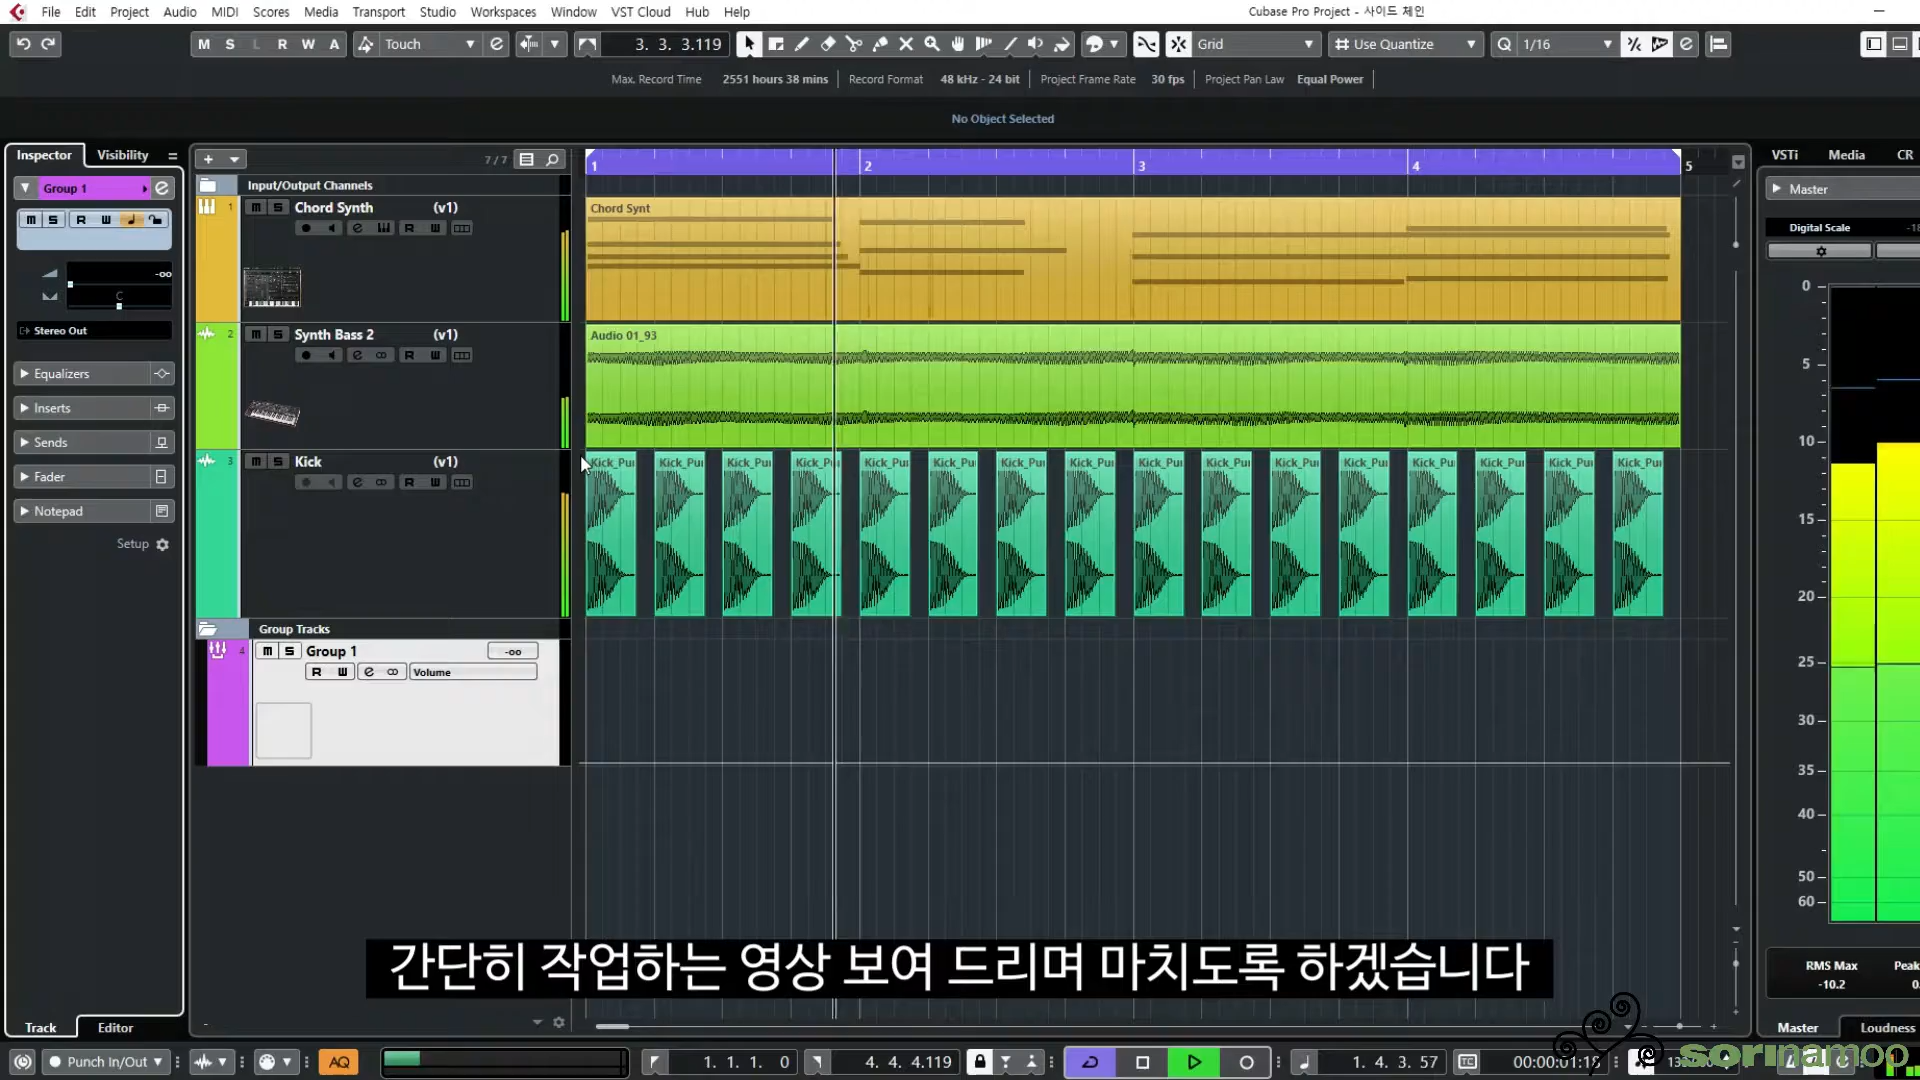 File Edit Project Audio MIDI Scores Media Transport Studio Workspaces Window VST Cloud Hub Help
Cubase Pro Project - 사이드 체인
M S L R W A
Touch
3. 3. 3.119
Grid
Use Quantize
Q 1/16
Max. Record Time 2551 hours 38 mins
Record Format 48 kHz - 24 bit
Project Frame Rate 30 fps
Project Pan Law Equal Power
No Object Selected
Inspector Visibility
7 / 7
1 2 3 4 5
VSTi Media CR
Group 1
Input/Output Channels
Master
1 m S Chord Synth (v1)
R W
Chord Synt
m S R W
Digital Scale
-oo
C
Stereo Out
2 m S Synth Bass 2 (v1)
R W
Audio 01_93
Equalizers
Inserts
Sends
Fader
Notepad
Setup
3 m S Kick (v1)
R W
Kick_Pu Kick_Pu Kick_Pu Kick_Pu Kick_Pu Kick_Pu Kick_Pu Kick_Pu Kick_Pu Kick_Pu Kick_Pu Kick_Pu Kick_Pu Kick_Pu Kick_Pu Kick_Pu
Group Tracks
4 m S Group 1 -oo
R W Volume
0
5
10
15
20
25
30
35
40
50
60
간단히 작업하는 영상 보여 드리며 마치도록 하겠습니다
RMS Max Peak
-10.2
Track Editor
Master Loudness
Punch In/Out
AQ
1. 1. 1. 0
4. 4. 4.119
1. 4. 3. 57
TC
sorinamoo